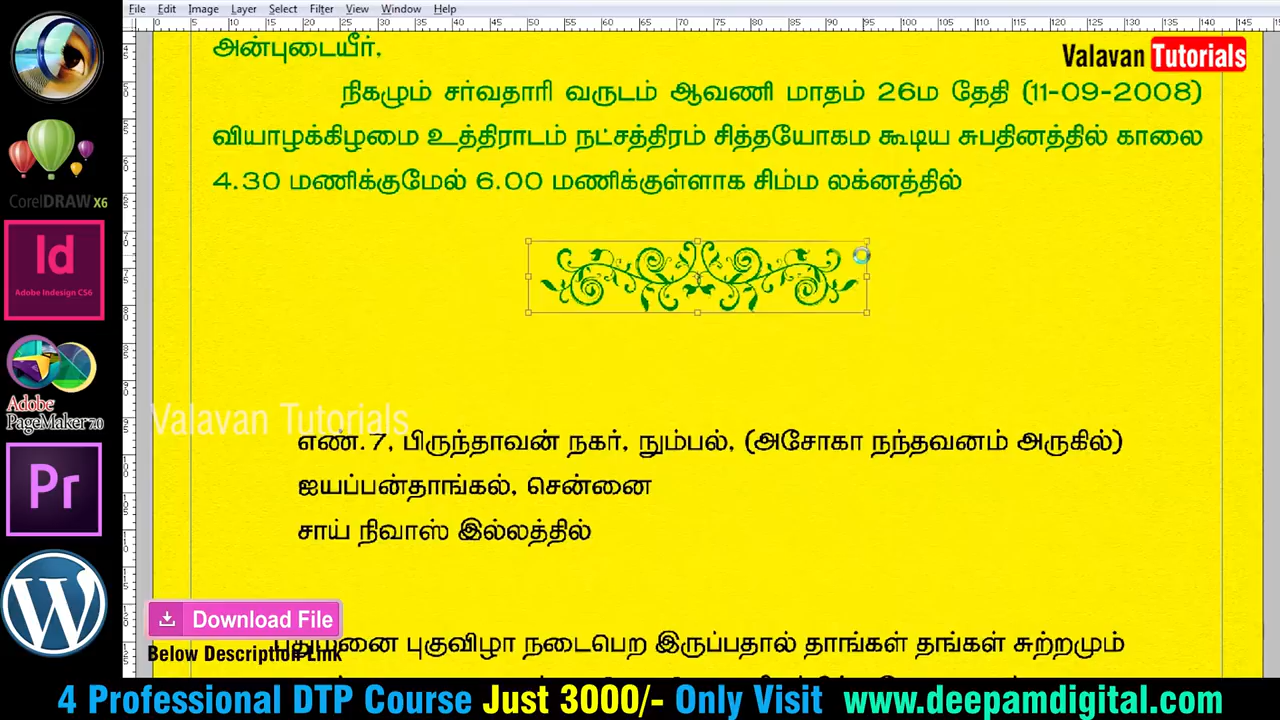 File Edit Image Layer Select Filter View Window Help
Valavan Tutorials
அன்புடையீர்,
நிகழும் சர்வதாரி வருடம் ஆவணி மாதம் 26ம தேதி (11-09-2008)
வியாழக்கிழமை உத்திராடம் நட்சத்திரம் சித்தயோகம கூடிய சுபதினத்தில் காலை
4.30 மணிக்குமேல் 6.00 மணிக்குள்ளாக சிம்ம லக்னத்தில்
CorelDRAW X6
Id
Adobe Indesign CS6
Adobe
PageMaker 7.0
Valavan Tutorials
எண்.7, பிருந்தாவன் நகர், நும்பல், (அசோகா நந்தவனம் அருகில்)
ஐயப்பன்தாங்கல், சென்னை
சாய் நிவாஸ் இல்லத்தில்
Pr
W
Download File
Below Description Link
புதுமனை புகுவிழா நடைபெற இருப்பதால் தாங்கள் தங்கள் சுற்றமும்
4 Professional DTP Course Just 3000/- Only Visit www.deepamdigital.com